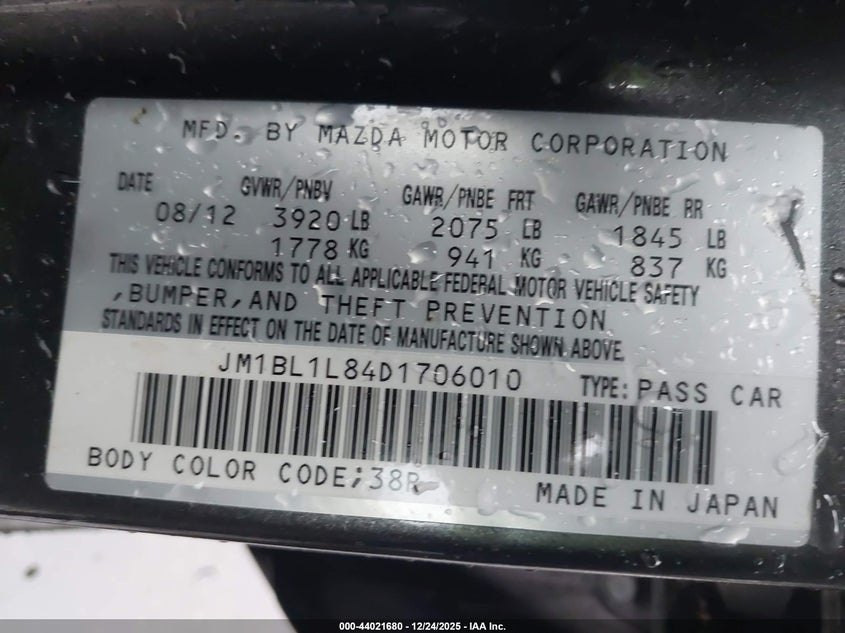 MFD. BY MAZDA MOTOR CORPORATION
DATE GVWR/PNBV GAWR/PNBE FRT GAWR/PNBE RR
08/12 3920 LB 2075 LB 1845 LB
1778 KG 941 KG 837 KG
THIS VEHICLE CONFORMS TO ALL APPLICABLE FEDERAL MOTOR VEHICLE SAFETY
,BUMPER,AND THEFT PREVENTION
STANDARDS IN EFFECT ON THE DATE OF MANUFACTURE SHOWN ABOVE.
JM1BL1L84D1706010 TYPE: PASS CAR
BODY COLOR CODE;38R
MADE IN JAPAN
000-44021680 - 12/24/2025 - IAA Inc.